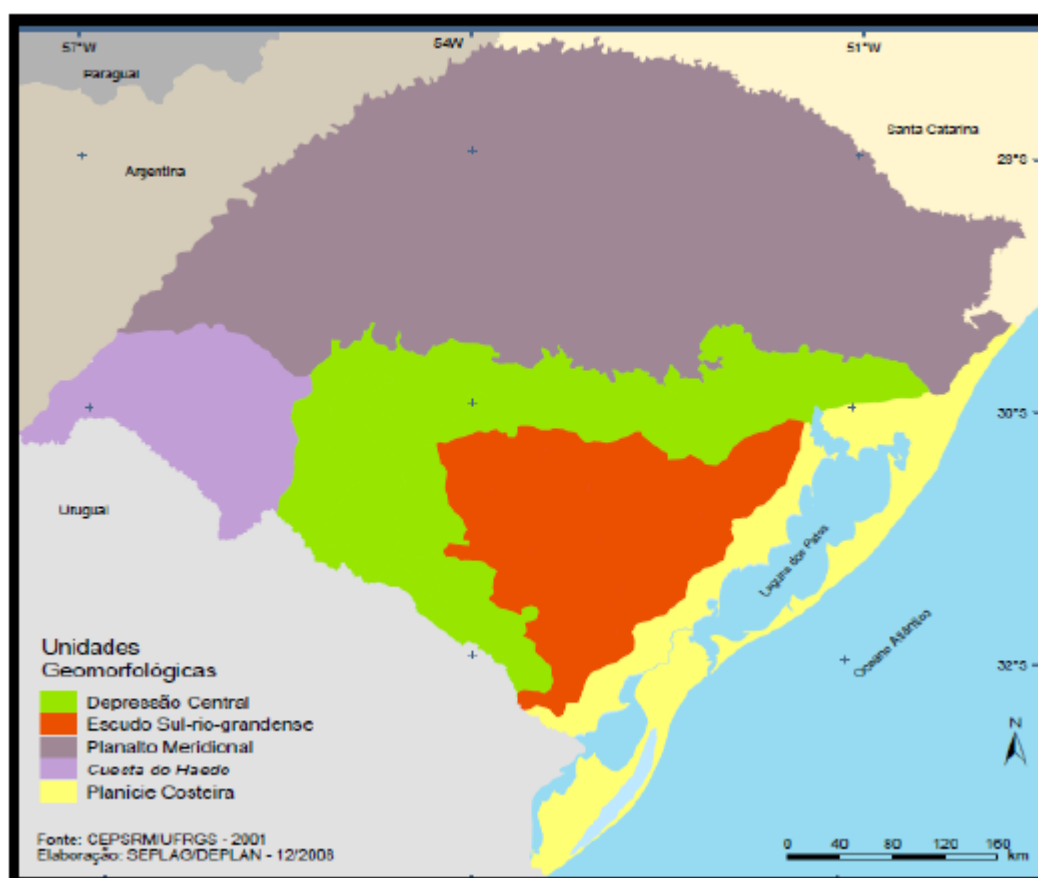 57°W
54W
51°W
Paraguai
Santa Catarina
28°S
Argentina
30°S
Uruguai
Laguna dos Patos
Oceano Atlântico
32°S
Unidades
Geomorfológicas
Depressão Central
Escudo Sul-rio-grandense
Planalto Meridional
Cuesta do Haedo
Planície Costeira
N
Fonte: CEPSRM/UFRGS - 2001
Elaboração: SEPLAG/DEPLAN - 12/2008
0 40 80 120 160
km